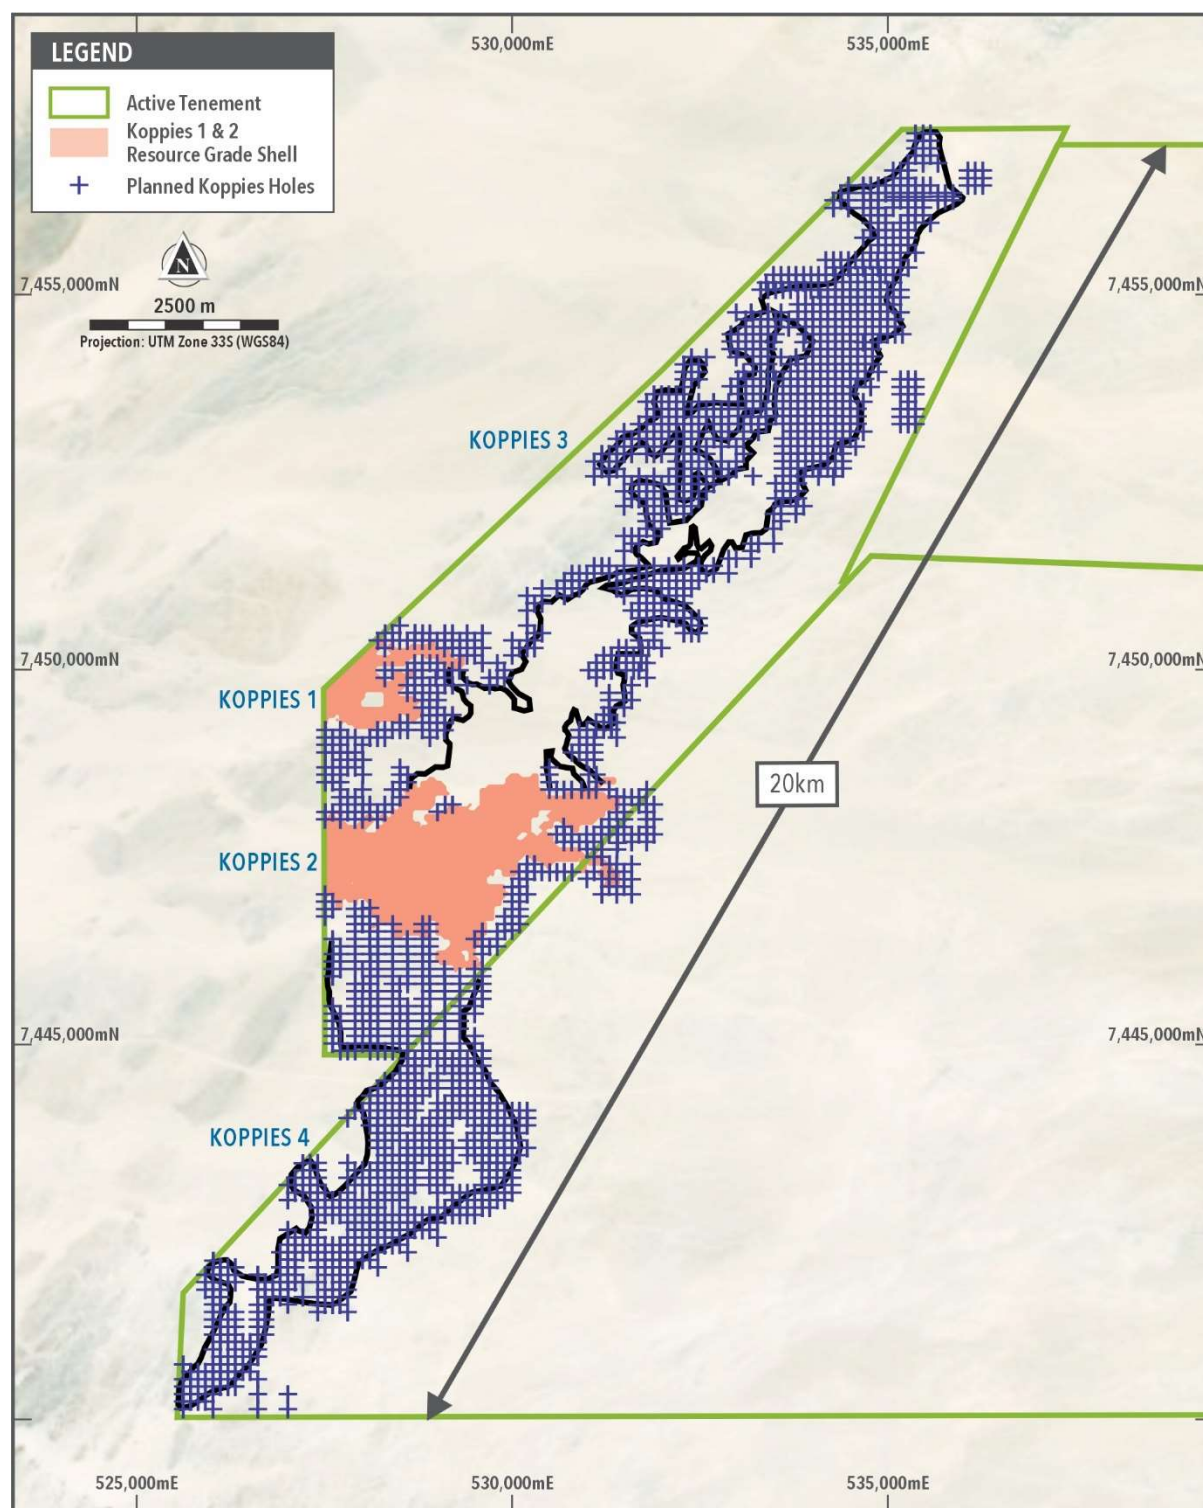 530,000mE
535,000mE
LEGEND
Active Tenement
Koppies 1 & 2
Resource Grade Shell
Planned Koppies Holes
N
2500 m
Projection: UTM Zone 33S (WGS84)
7,455,000mN
7,455,000mN
KOPPIES 3
7,450,000mN
7,450,000mN
KOPPIES 1
20km
KOPPIES 2
7,445,000mN
7,445,000mN
KOPPIES 4
525,000mE
530,000mE
535,000mE